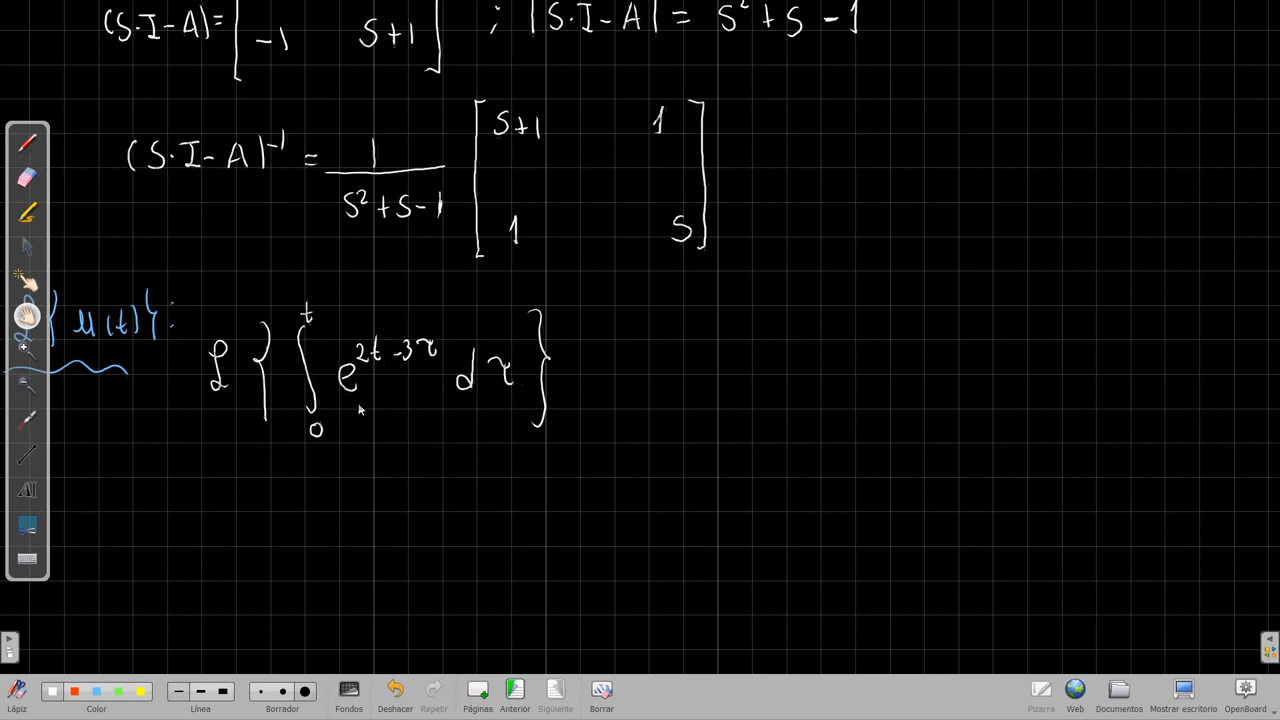 (S·I-A)= [ -1 S+1 ] ; |S·I-A| = S²+S-1
(S·I-A)⁻¹ = 1/(S²+S-1) [ S+1 1
1 S ]
ℒ{μ(t)}:
ℒ { ∫₀ᵗ e^(2t-3τ) dτ }
Lápiz
Color
Línea
Borrador
Fondos
Deshacer
Repetir
Páginas
Anterior
Siguiente
Borrar
Pizarra
Web
Documentos
Mostrar escritorio
OpenBoard